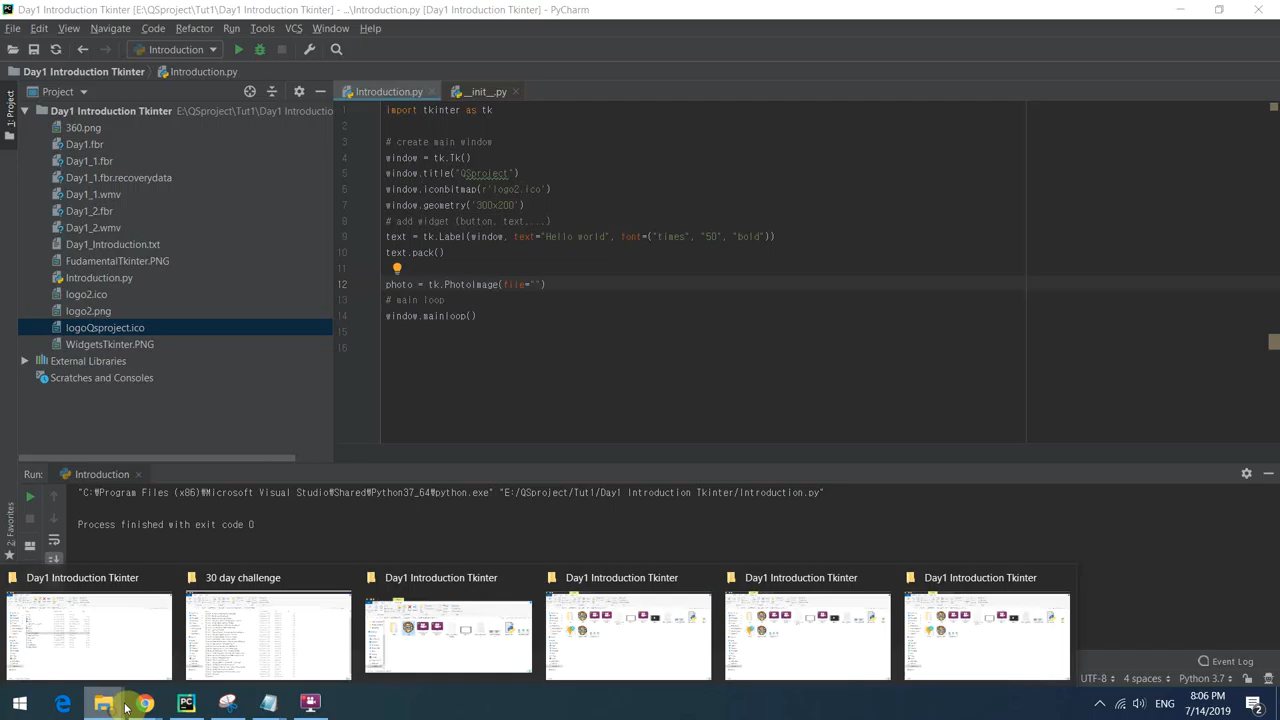 Day1 Introduction Tkinter [E:\QSproject\Tut1\Day1 Introduction Tkinter] - ...\Introduction.py [Day1 Introduction Tkinter] - PyCharm
File Edit View Navigate Code Refactor Run Tools VCS Window Help
Introduction
Day1 Introduction Tkinter Introduction.py
Project
Introduction.py
__init__.py
1: Project
Day1 Introduction Tkinter E:\QSproject\Tut1\Day1 Introductio
360.png
Day1.fbr
Day1_1.fbr
Day1_1.fbr.recoverydata
Day1_1.wmv
Day1_2.fbr
Day1_2.wmv
Day1_Introduction.txt
FudamentalTkinter.PNG
Introduction.py
logo2.ico
logo2.png
logoQsproject.ico
WidgetsTkinter.PNG
External Libraries
Scratches and Consoles
1 import tkinter as tk
2
3 # create main window
4 window = tk.Tk()
5 window.title("QSproject")
6 window.iconbitmap(r'logo2.ico')
7 window.geometry('300x200')
8 # add widget (button, text,...)
9 text = tk.Label(window, text="Hello world", font=("times", "50", "bold"))
10 text.pack()
11
12 photo = tk.PhotoImage(file="")
13 # main loop
14 window.mainloop()
15
16
Run: Introduction
"C:₩Program Files (x86)₩Microsoft Visual Studio₩Shared₩Python37_64₩python.exe" "E:/QSproject/Tut1/Day1 Introduction Tkinter/Introduction.py"
Process finished with exit code 0
2: Favorites
Day1 Introduction Tkinter
30 day challenge
Day1 Introduction Tkinter
Day1 Introduction Tkinter
Day1 Introduction Tkinter
Day1 Introduction Tkinter
Event Log
UTF-8 4 spaces Python 3.7
ENG
8:06 PM
7/14/2019
2